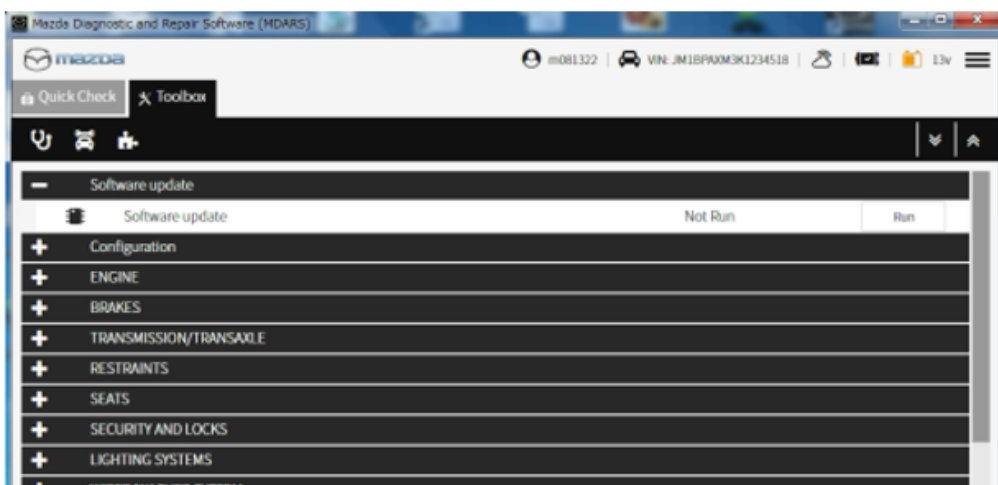 Mazda Diagnostic and Repair Software (MDARS)
mazda m081322 VIN: JM1BPAXM3K1234518 13v
Quick Check Toolbox
Software update
Software update Not Run Run
Configuration
ENGINE
BRAKES
TRANSMISSION/TRANSAXLE
RESTRAINTS
SEATS
SECURITY AND LOCKS
LIGHTING SYSTEMS